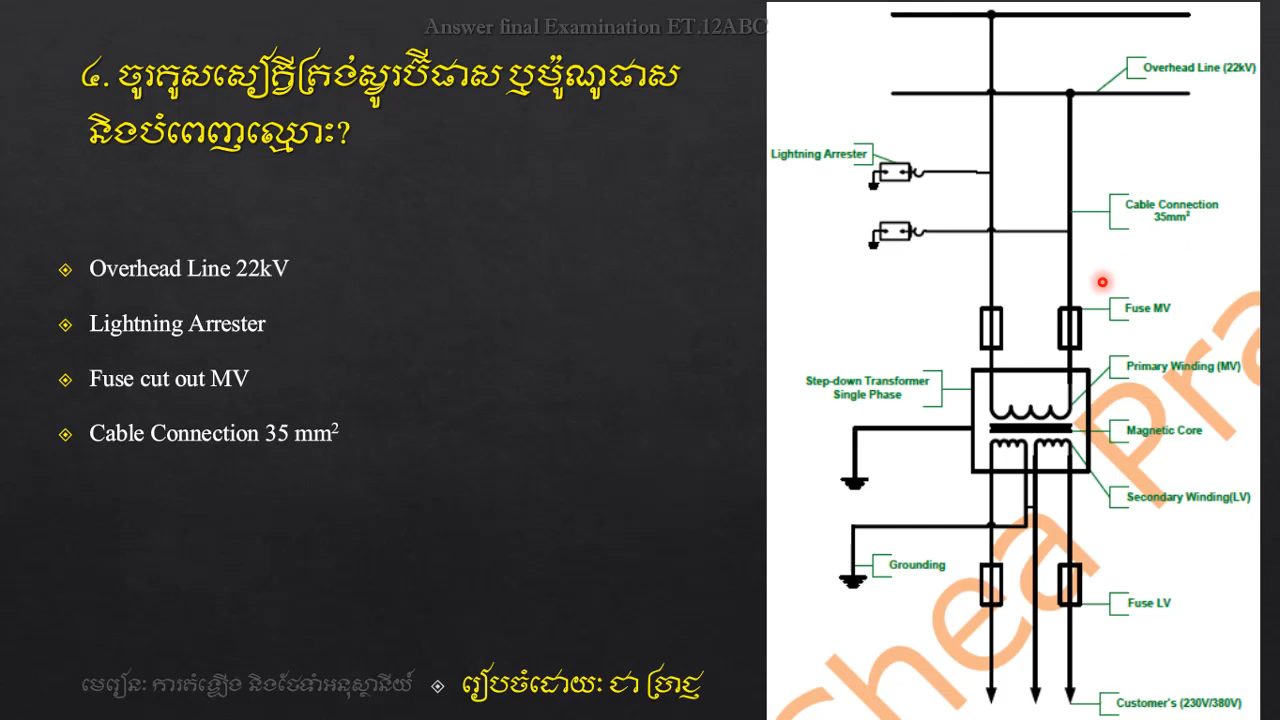 Answer final Examination ET.12ABC
៤. ចូរគូសសៀគ្វីត្រង់ស្វូរប៊ីផាស ឬម៉ូណូផាស
និងបំពេញឈ្មោះ?
Overhead Line 22kV
Lightning Arrester
Fuse cut out MV
Cable Connection 35 mm²
មេរៀន: ការតំឡើង និងថែទាំអនុស្ថានីយ៍
រៀបចំដោយ: ជា ប្រាជ្ញ
Overhead Line (22kV)
Lightning Arrester
Cable Connection
35mm²
Fuse MV
Primary Winding (MV)
Step-down Transformer
Single Phase
Magnetic Core
Secondary Winding(LV)
Grounding
Fuse LV
Customer's (230V/380V)